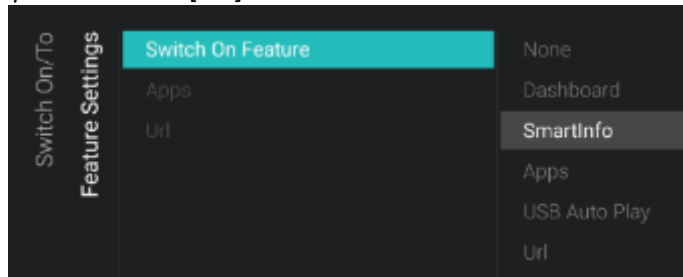 Switch On/To
Feature Settings
Switch On Feature
Apps
Url
None
Dashboard
SmartInfo
Apps
USB Auto Play
Url